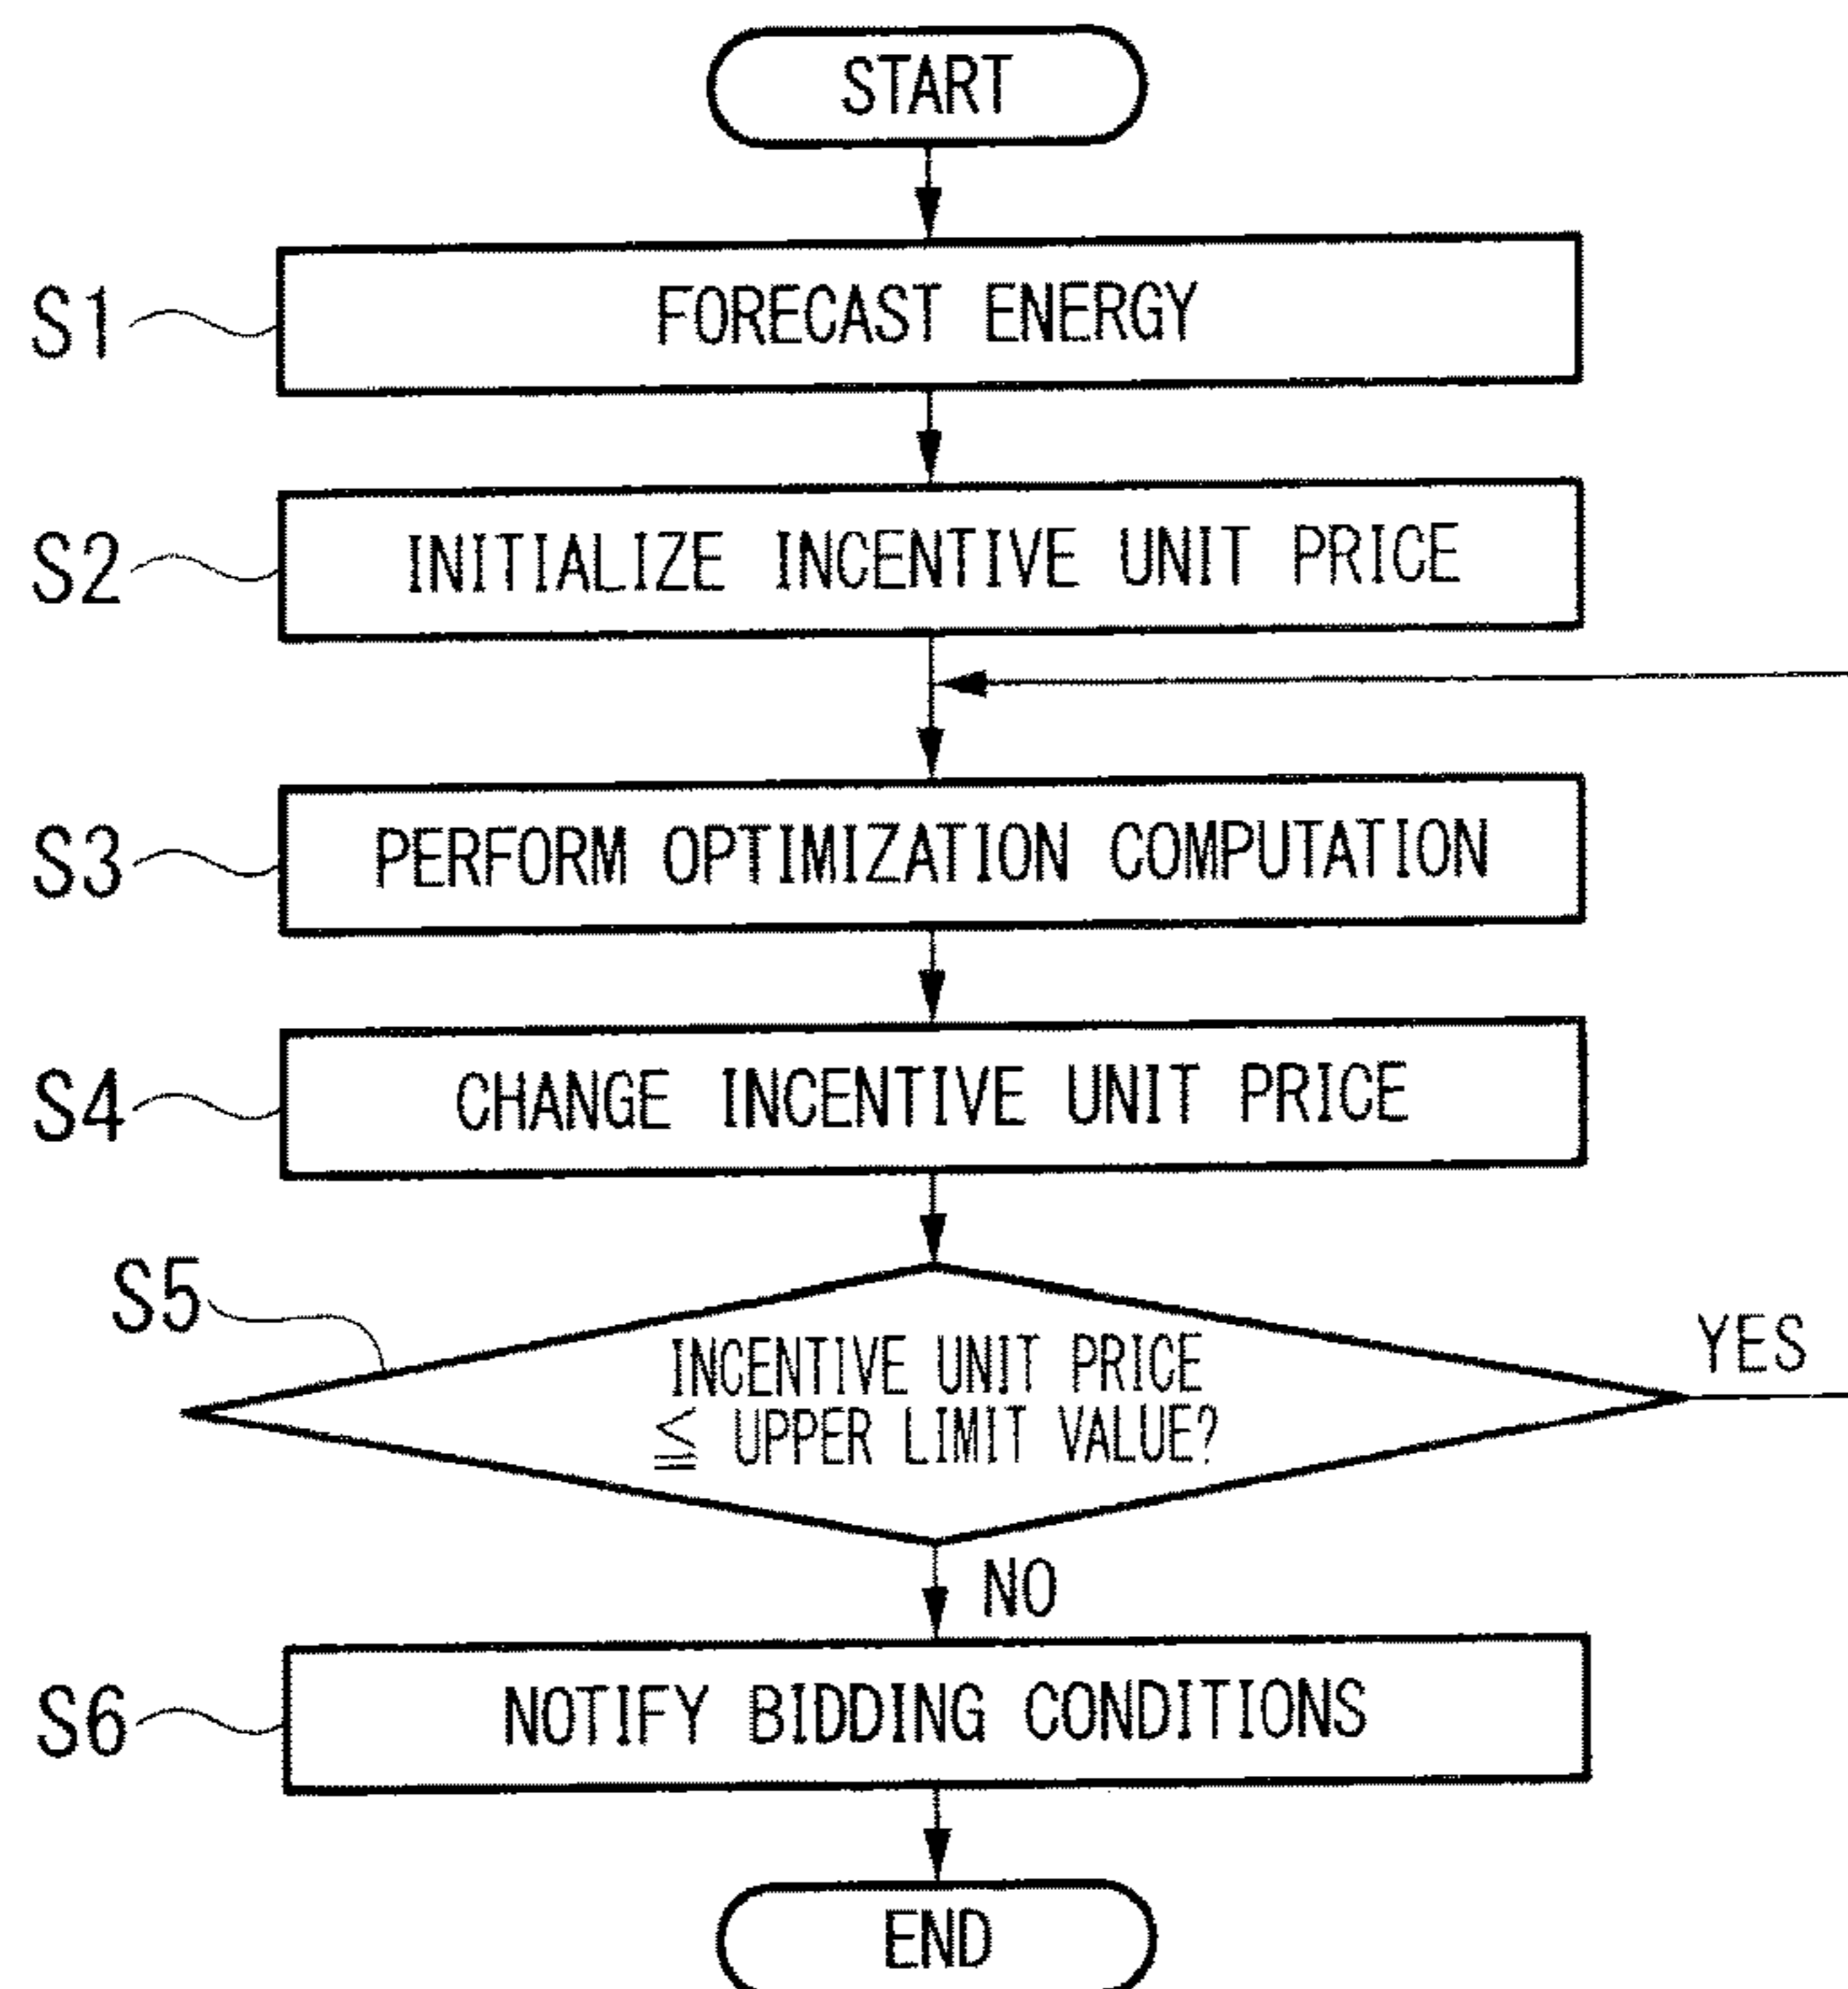 START
S1
FORECAST ENERGY
S2
INITIALIZE INCENTIVE UNIT PRICE
S3
PERFORM OPTIMIZATION COMPUTATION
S4
CHANGE INCENTIVE UNIT PRICE
S5
INCENTIVE UNIT PRICE
≦ UPPER LIMIT VALUE?
YES
NO
S6
NOTIFY BIDDING CONDITIONS
END